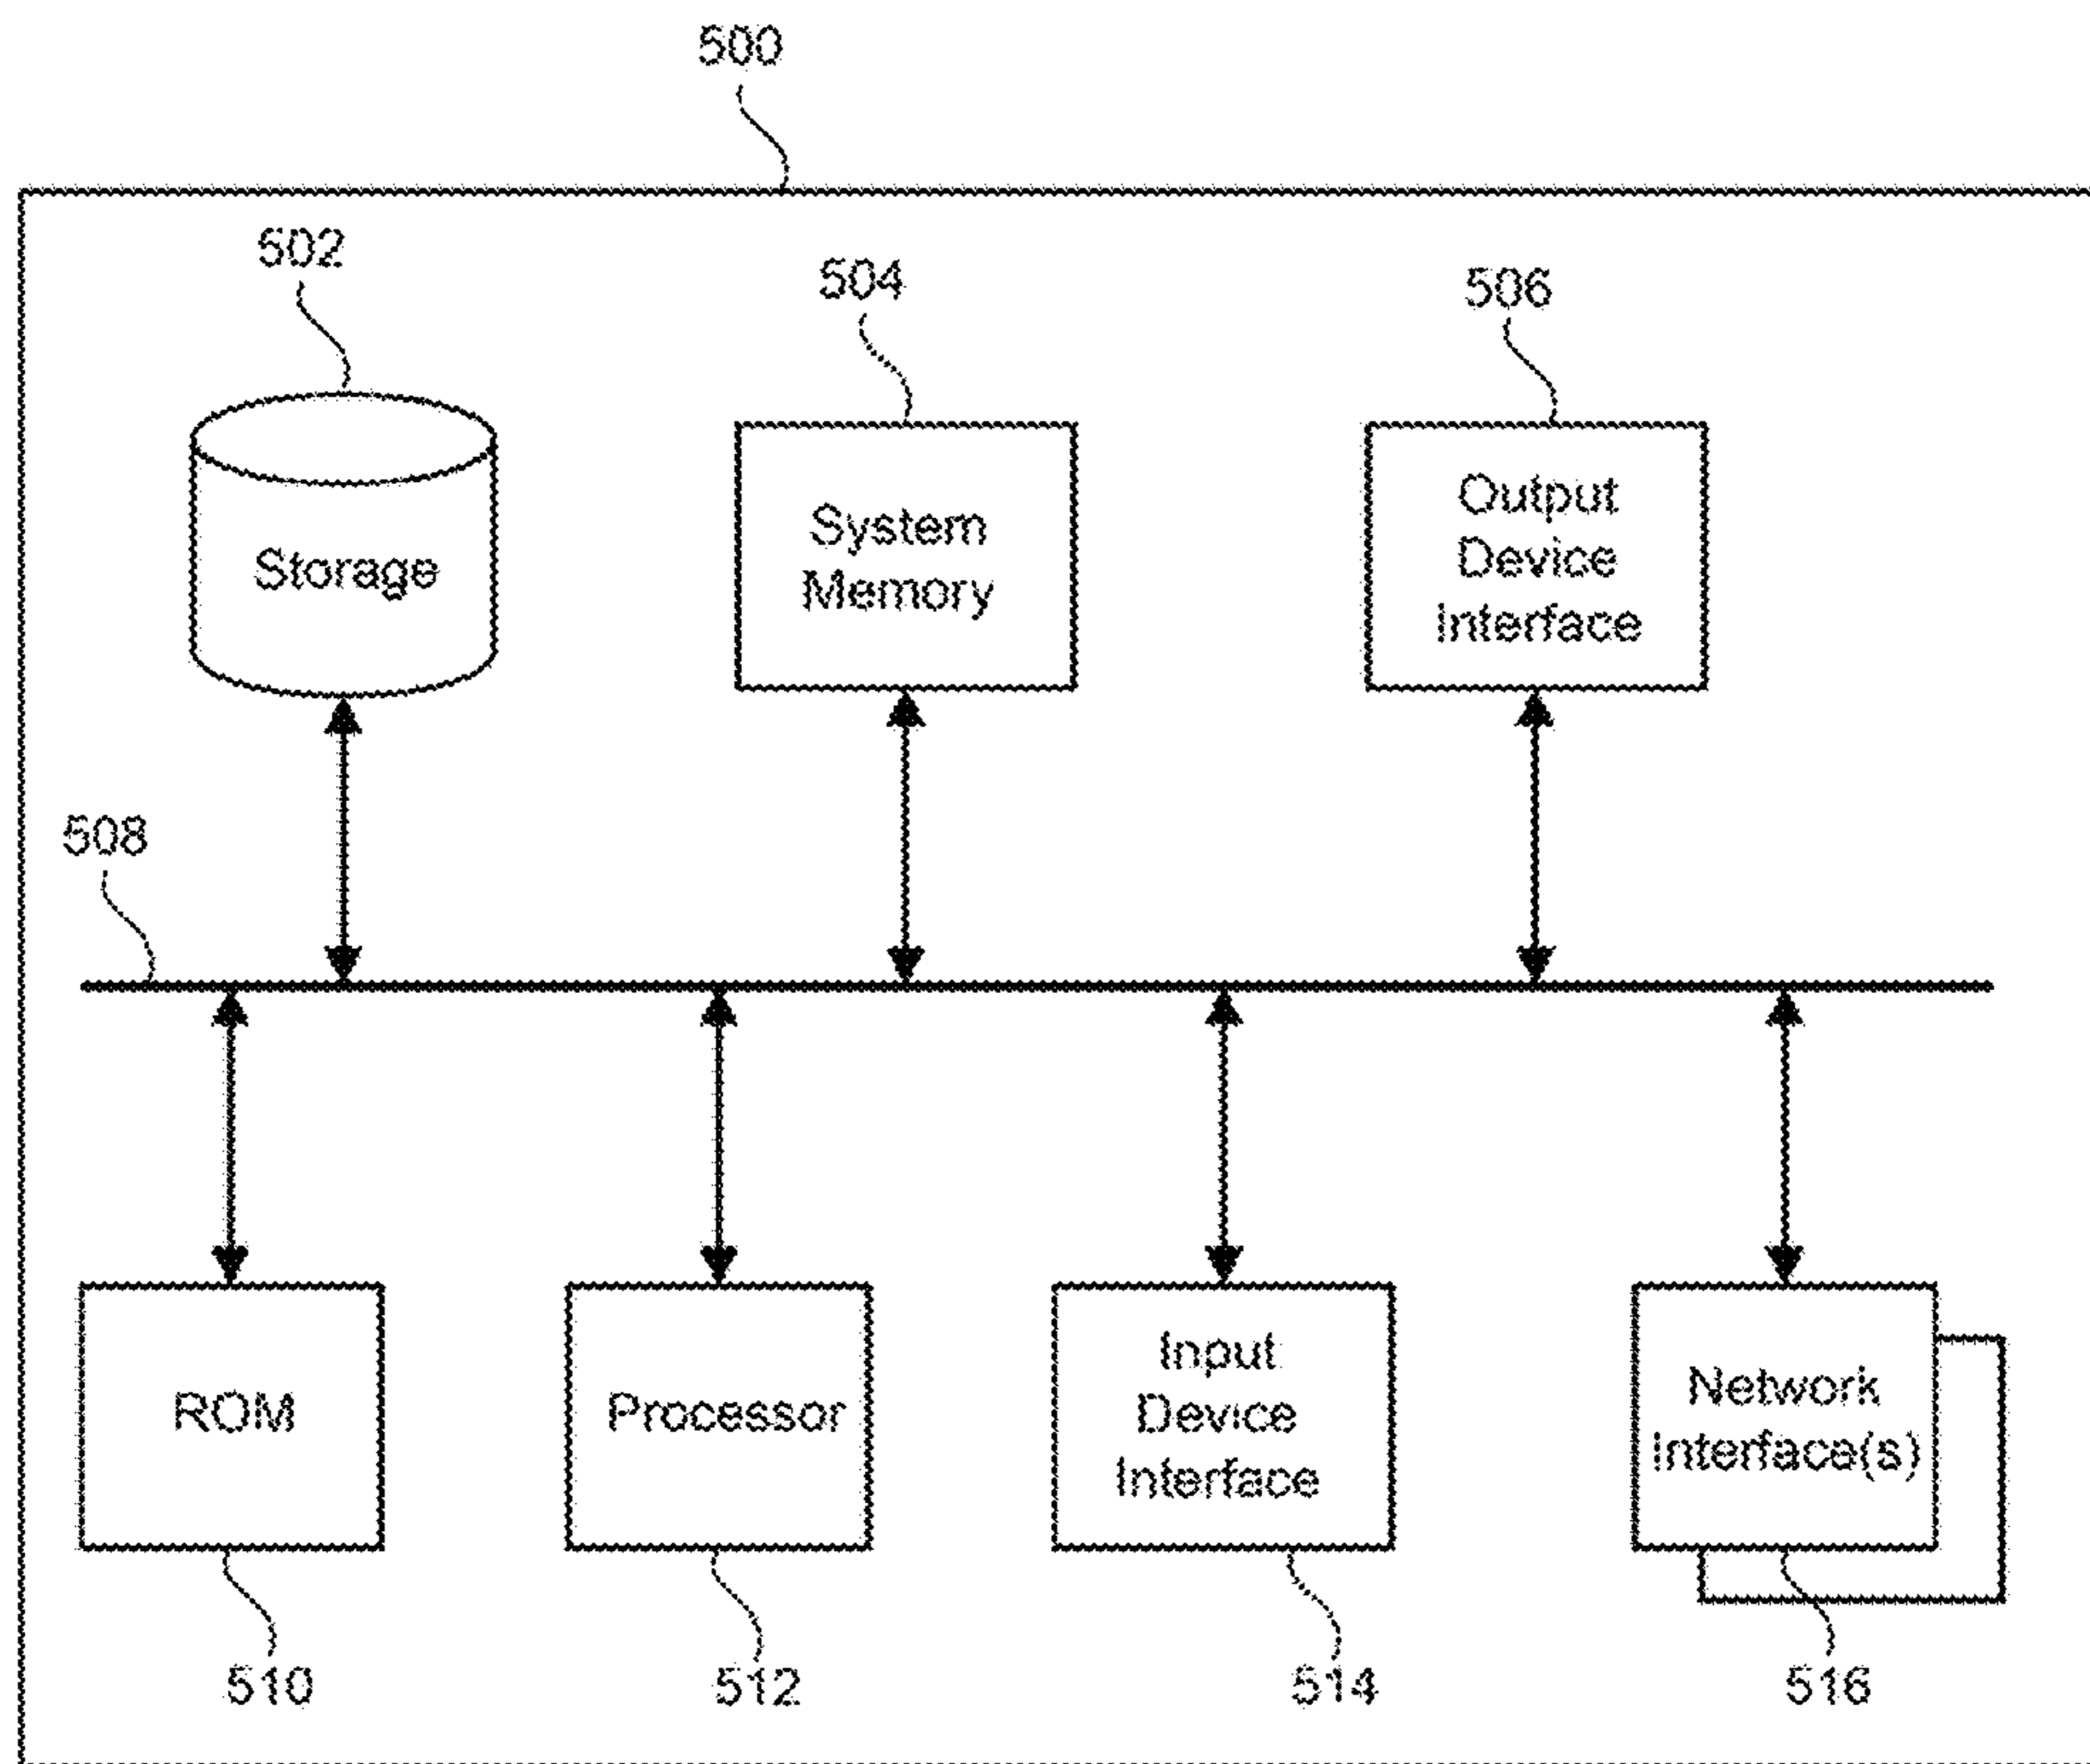 500
502
504
506
Storage
System
Memory
Output
Device
Interface
508
ROM
Processor
Input
Device
Interface
Network
Interface(s)
510
512
514
516